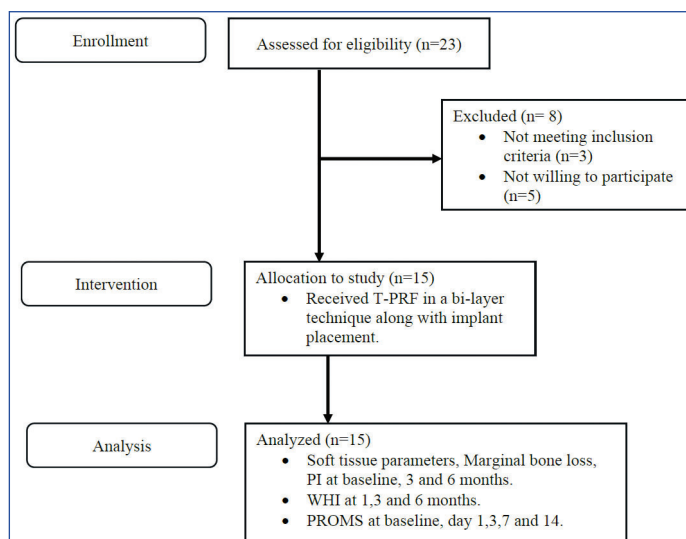 Enrollment
Assessed for eligibility (n=23)
Excluded (n= 8)
• Not meeting inclusion
criteria (n=3)
• Not willing to participate
(n=5)
Intervention
Allocation to study (n=15)
• Received T-PRF in a bi-layer
technique along with implant
placement.
Analysis
Analyzed (n=15)
• Soft tissue parameters, Marginal bone loss,
PI at baseline, 3 and 6 months.
• WHI at 1,3 and 6 months.
• PROMS at baseline, day 1,3,7 and 14.